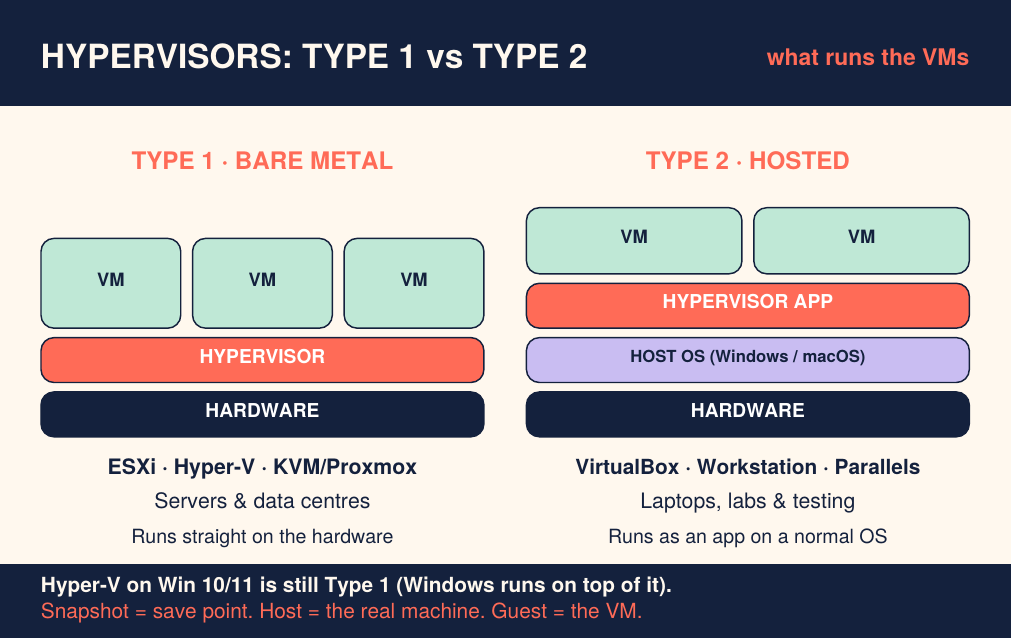 HYPERVISORS: TYPE 1 vs TYPE 2
what runs the VMs
TYPE 1 · BARE METAL
VM
VM
VM
HYPERVISOR
HARDWARE
ESXi · Hyper-V · KVM/Proxmox
Servers & data centres
Runs straight on the hardware
TYPE 2 · HOSTED
VM
VM
HYPERVISOR APP
HOST OS (Windows / macOS)
HARDWARE
VirtualBox · Workstation · Parallels
Laptops, labs & testing
Runs as an app on a normal OS
Hyper-V on Win 10/11 is still Type 1 (Windows runs on top of it).
Snapshot = save point. Host = the real machine. Guest = the VM.